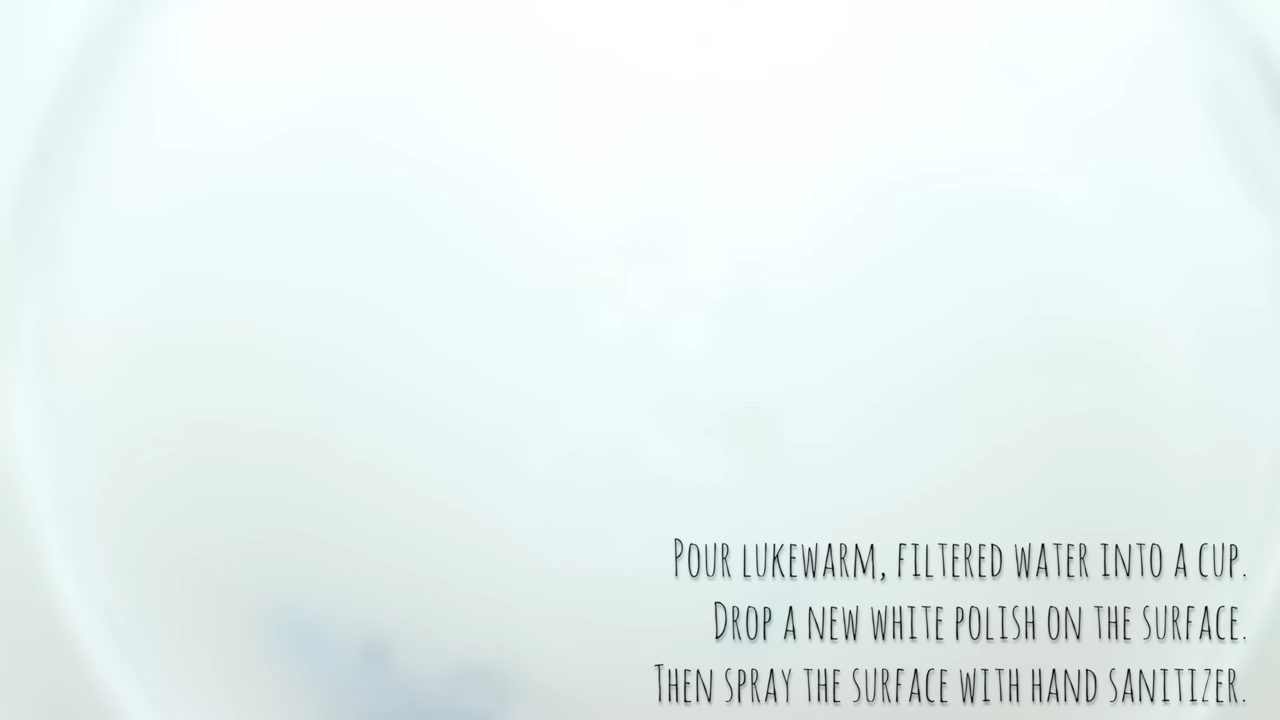 Pour lukewarm, filtered water into a cup.
Drop a new white polish on the surface.
Then spray the surface with hand sanitizer.